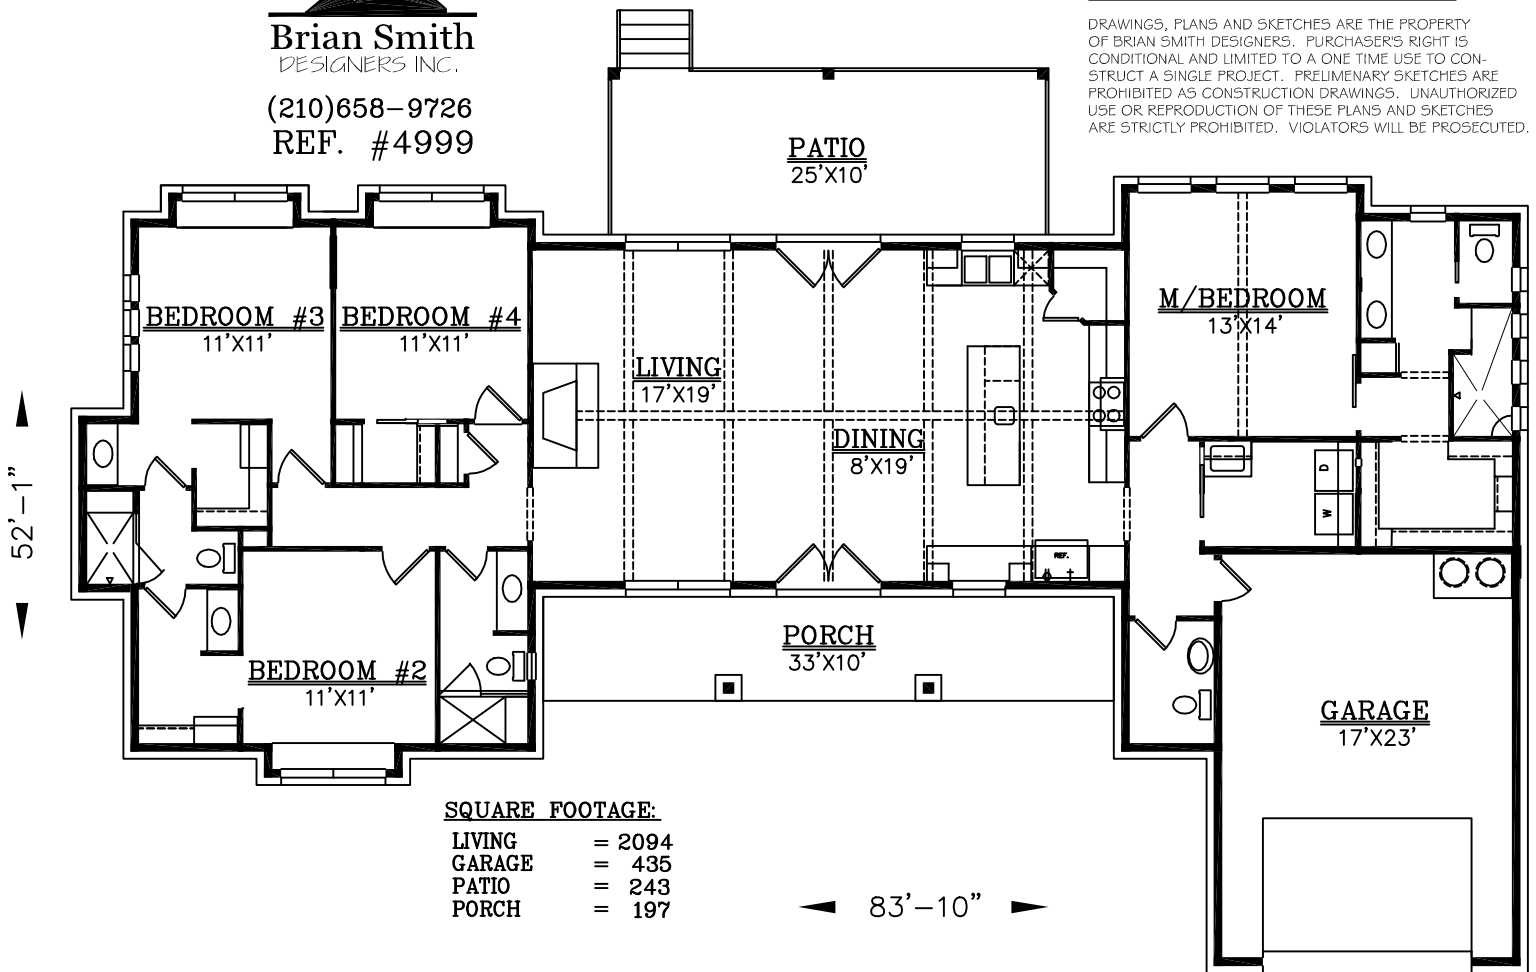 Brian Smith
DESIGNERS INC.
(210)658-9726
REF. #4999
DRAWINGS, PLANS AND SKETCHES ARE THE PROPERTY
OF BRIAN SMITH DESIGNERS. PURCHASER'S RIGHT IS
CONDITIONAL AND LIMITED TO A ONE TIME USE TO CON-
STRUCT A SINGLE PROJECT. PRELIMENARY SKETCHES ARE
PROHIBITED AS CONSTRUCTION DRAWINGS. UNAUTHORIZED
USE OR REPRODUCTION OF THESE PLANS AND SKETCHES
ARE STRICTLY PROHIBITED. VIOLATORS WILL BE PROSECUTED.
PATIO
25'X10'
BEDROOM #3
11'X11'
BEDROOM #4
11'X11'
M/BEDROOM
13'X14'
LIVING
17'X19'
DINING
8'X19'
D
W
REF.
52'-1"
PORCH
33'X10'
BEDROOM #2
11'X11'
GARAGE
17'X23'
SQUARE FOOTAGE:
LIVING = 2094
GARAGE = 435
PATIO = 243
PORCH = 197
83'-10"